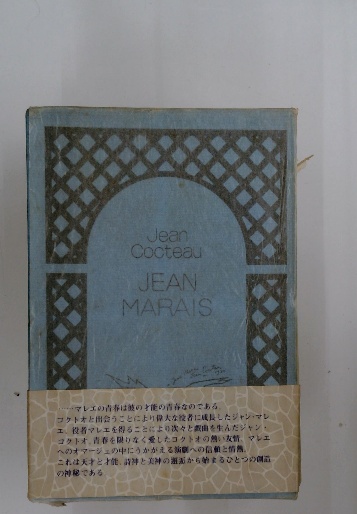 Jean
Cocteau
JEAN
MARAIS
……マレエの青春は彼の才能の青春なのである。
コクトオと出会うことにより偉大な役者に成長したジャン・マレ
エ、役者マレエを得ることにより次々と戯曲を生んだジャン・
コクトオ。青春を限りなく愛したコクトオの熱い友情、マレエ
へのオマージュの中にうかがえる演劇への信頼と情熱。
これは天才と才能、詩神と美神の邂逅から始まるひとつの創造
の神秘である